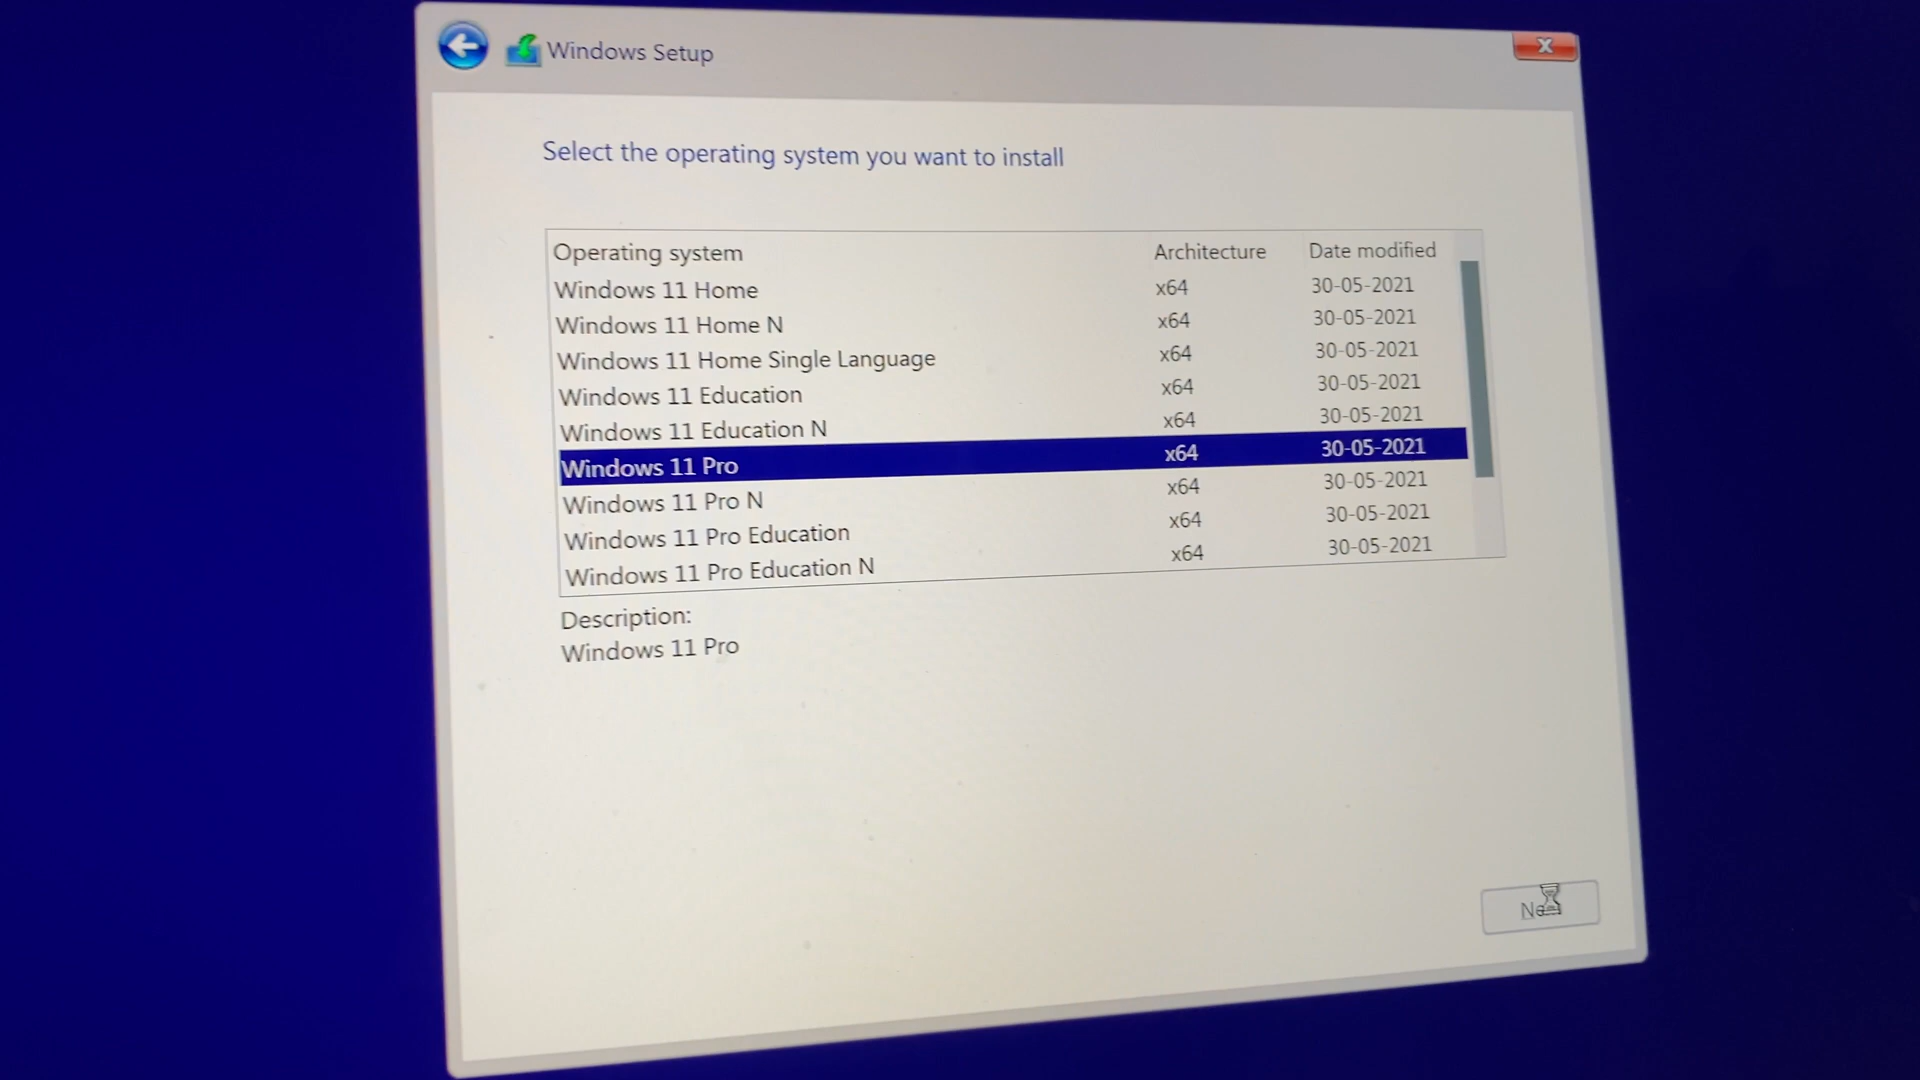 Windows Setup
Select the operating system you want to install
Operating system Architecture Date modified
Windows 11 Home x64 30-05-2021
Windows 11 Home N x64 30-05-2021
Windows 11 Home Single Language x64 30-05-2021
Windows 11 Education x64 30-05-2021
Windows 11 Education N x64 30-05-2021
Windows 11 Pro x64 30-05-2021
Windows 11 Pro N x64 30-05-2021
Windows 11 Pro Education x64 30-05-2021
Windows 11 Pro Education N x64 30-05-2021
Description:
Windows 11 Pro